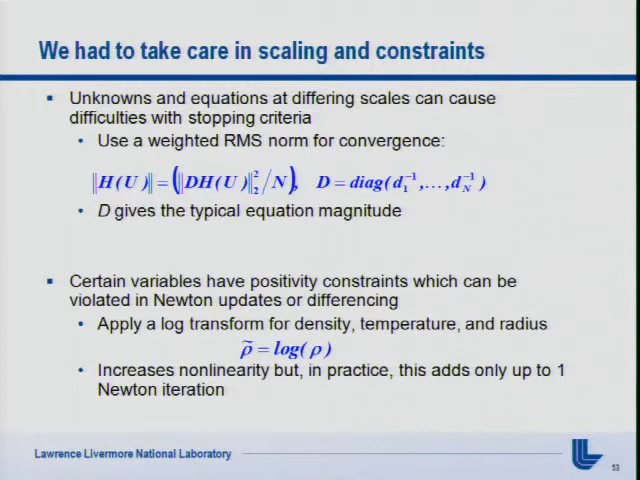 We had to take care in scaling and constraints
▪ Unknowns and equations at differing scales can cause
difficulties with stopping criteria
• Use a weighted RMS norm for convergence:
‖H(U)‖ = (‖DH(U)‖₂²/N), D = diag(d₁⁻¹,…,d_N⁻¹)
• D gives the typical equation magnitude
▪ Certain variables have positivity constraints which can be
violated in Newton updates or differencing
• Apply a log transform for density, temperature, and radius
ρ̃ = log(ρ)
• Increases nonlinearity but, in practice, this adds only up to 1
Newton iteration
Lawrence Livermore National Laboratory
53